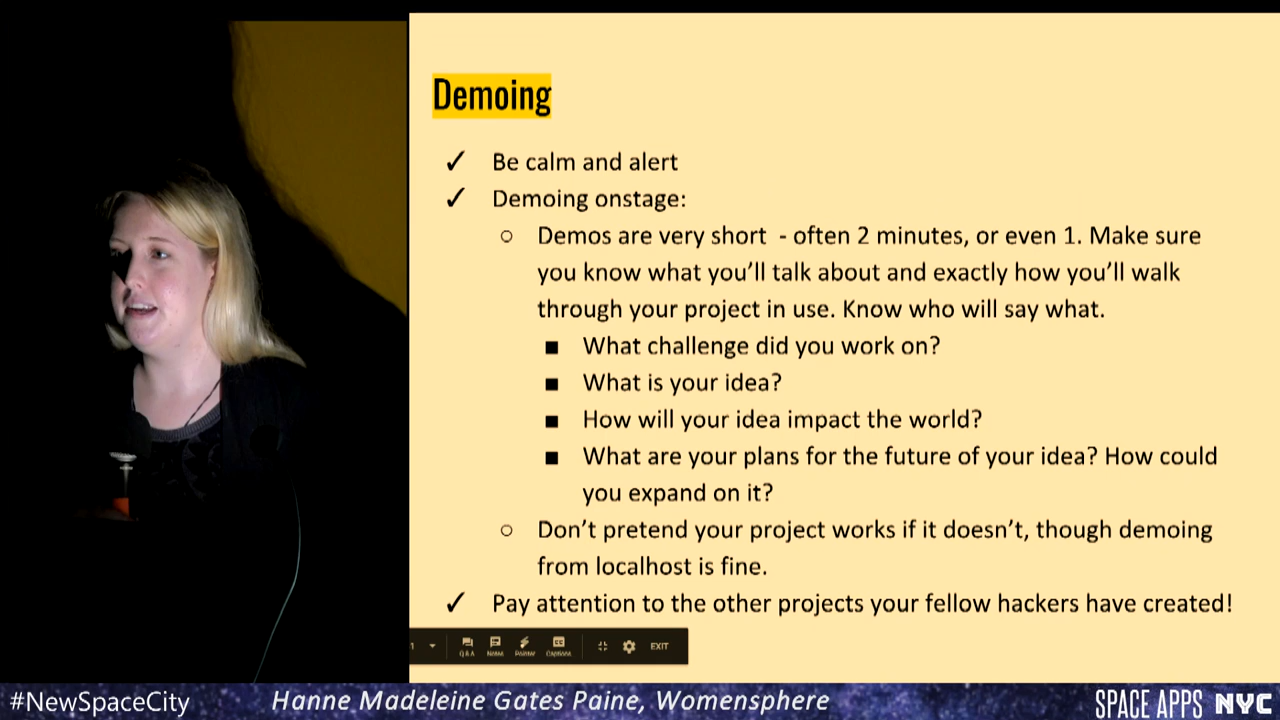 Demoing
✓ Be calm and alert
✓ Demoing onstage:
○ Demos are very short - often 2 minutes, or even 1. Make sure
you know what you’ll talk about and exactly how you’ll walk
through your project in use. Know who will say what.
■ What challenge did you work on?
■ What is your idea?
■ How will your idea impact the world?
■ What are your plans for the future of your idea? How could
you expand on it?
○ Don’t pretend your project works if it doesn’t, though demoing
from localhost is fine.
✓ Pay attention to the other projects your fellow hackers have created!
1 Q & A Notes Pointer Captions EXIT
#NewSpaceCity Hanne Madeleine Gates Paine, Womensphere SPACE APPS NYC